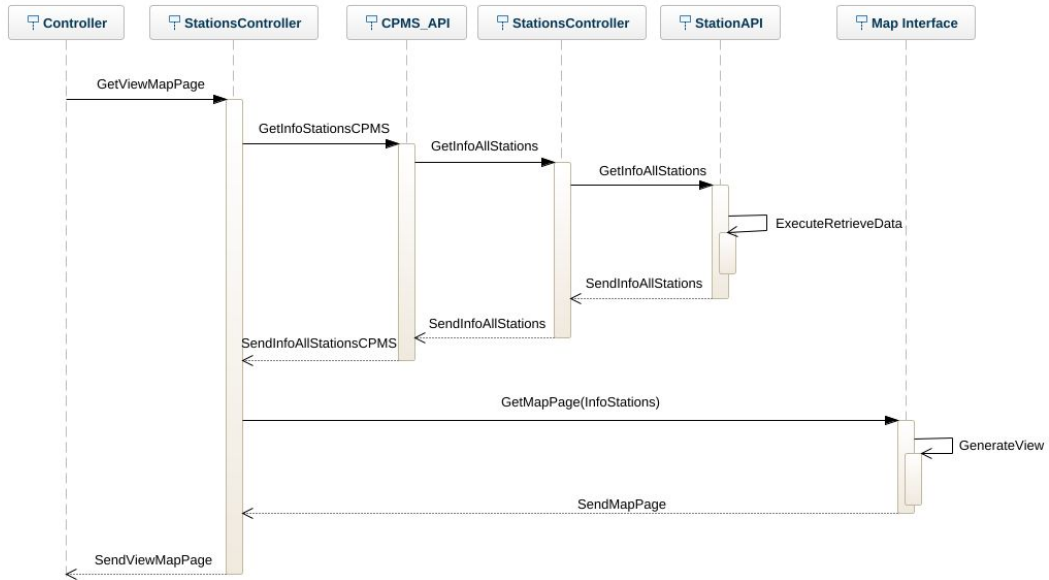 Controller
StationsController
CPMS_API
StationsController
StationAPI
Map Interface
GetViewMapPage
GetInfoStationsCPMS
GetInfoAllStations
GetInfoAllStations
ExecuteRetrieveData
SendInfoAllStations
SendInfoAllStations
SendInfoAllStationsCPMS
GetMapPage(InfoStations)
GenerateView
SendMapPage
SendViewMapPage